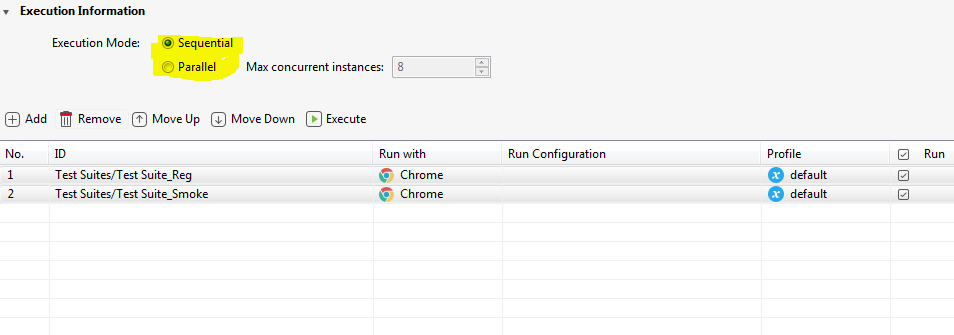 Execution Information
Execution Mode: Sequential
Parallel Max concurrent instances: 8
Add Remove Move Up Move Down Execute
No. ID Run with Run Configuration Profile Run
1 Test Suites/Test Suite_Reg Chrome default
2 Test Suites/Test Suite_Smoke Chrome default